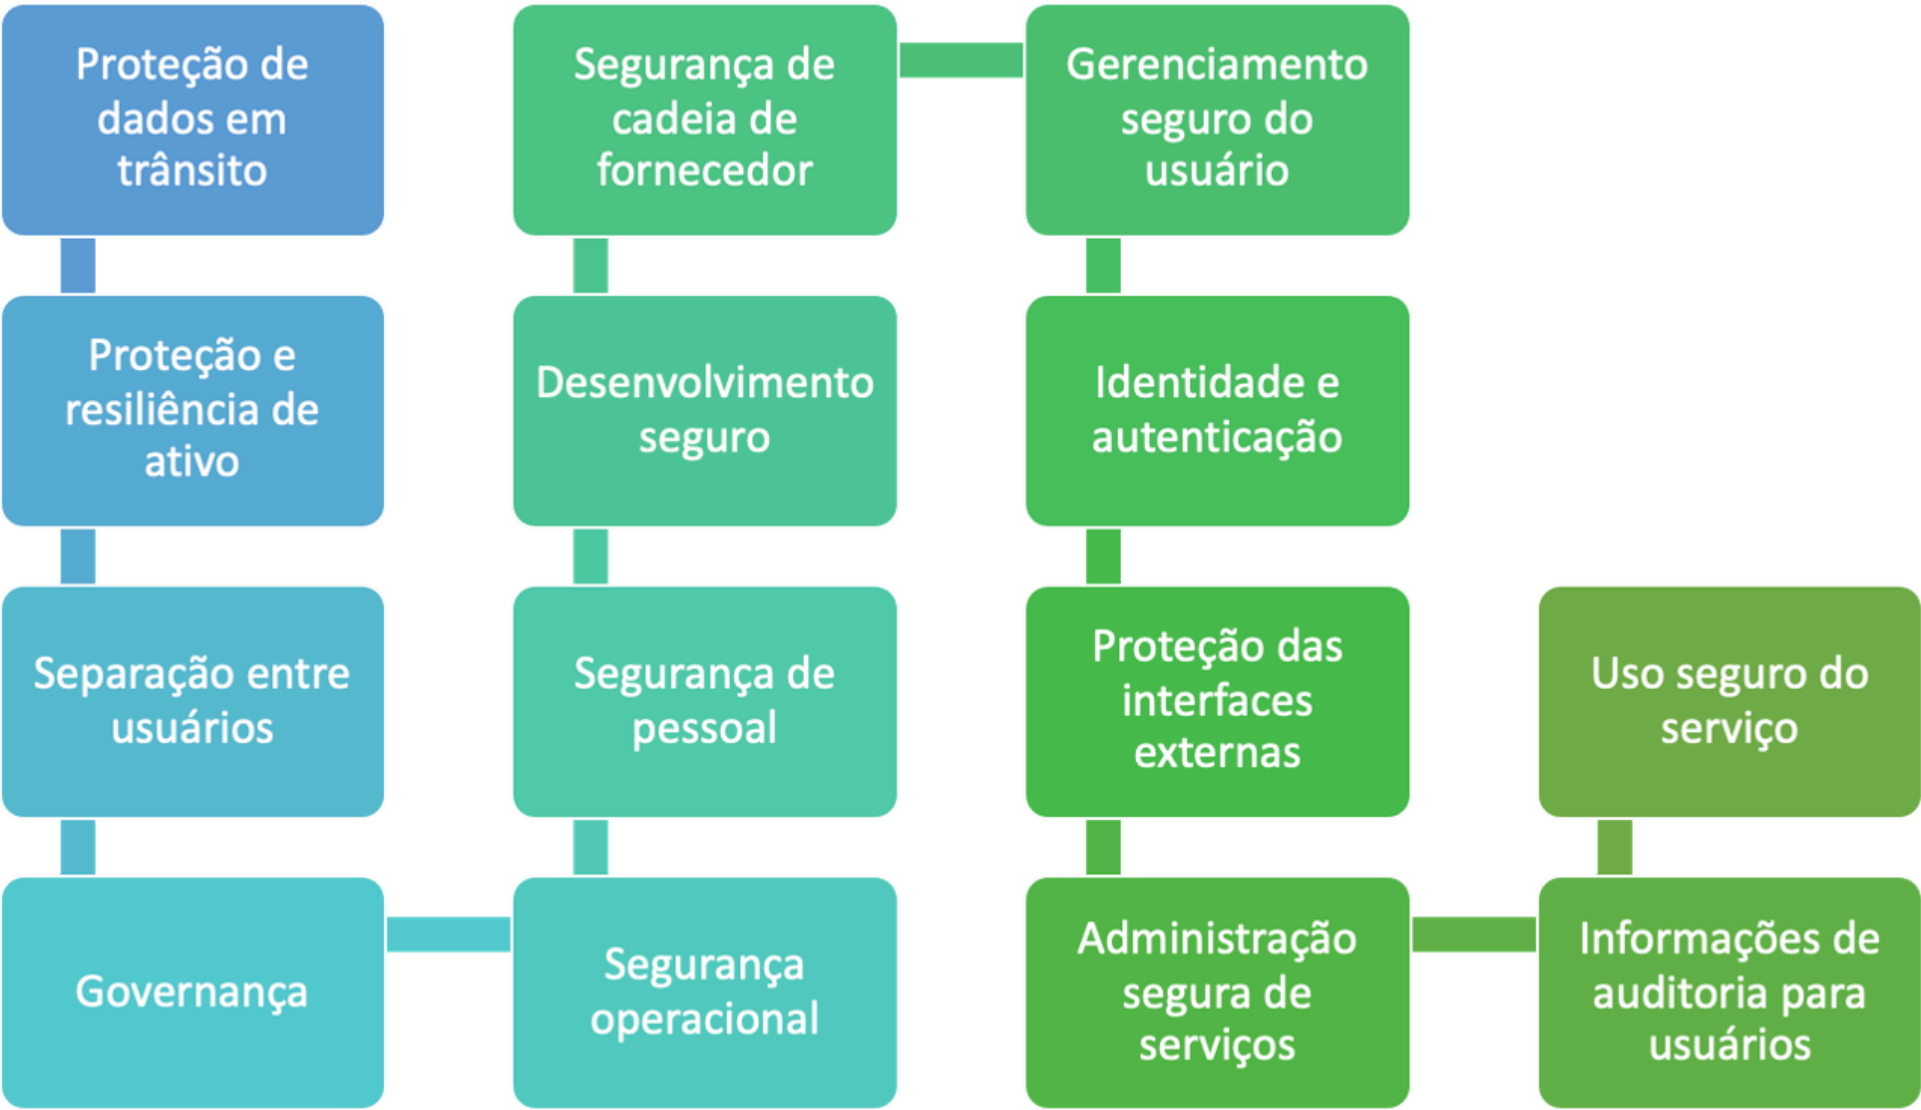 Proteção de
dados em
trânsito
Proteção e
resiliência de
ativo
Separação entre
usuários
Governança
Segurança
operacional
Segurança de
pessoal
Desenvolvimento
seguro
Segurança de
cadeia de
fornecedor
Gerenciamento
seguro do
usuário
Identidade e
autenticação
Proteção das
interfaces
externas
Administração
segura de
serviços
Informações de
auditoria para
usuários
Uso seguro do
serviço